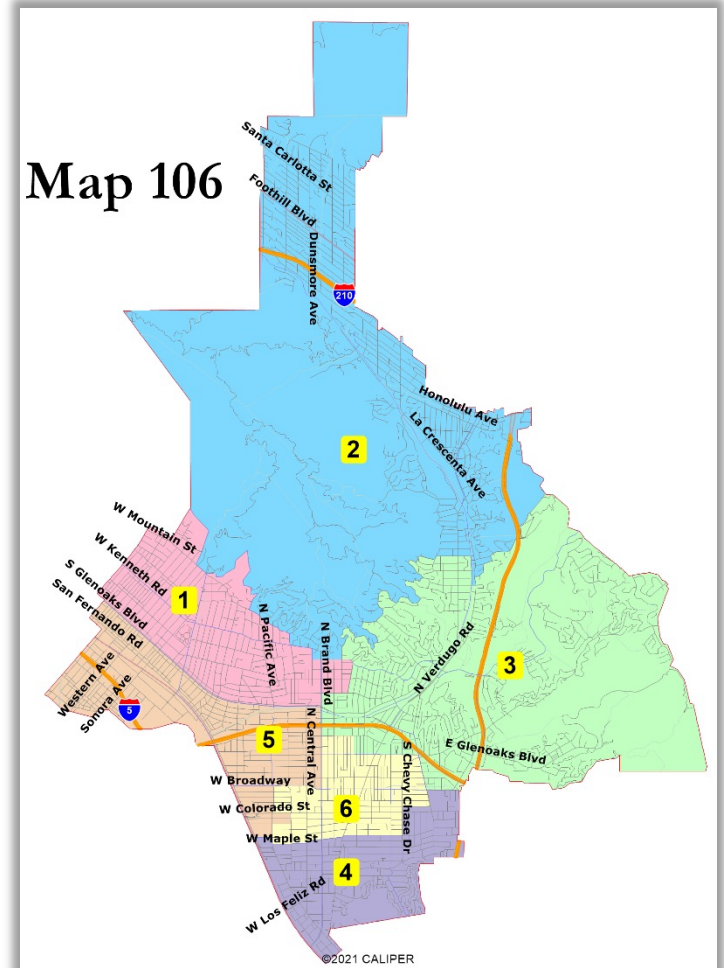 Map 106
Santa Carlotta St
Foothill Blvd
Dunsmore Ave
210
Honolulu Ave
La Crescenta Ave
2
W Mountain St
W Kenneth Rd
S Glenoaks Blvd
San Fernando Rd
1
N Pacific Ave
N Brand Blvd
N Verdugo Rd
3
Western Ave
Sonora Ave
5
5
N Central Ave
S Chevy Chase Dr
E Glenoaks Blvd
W Broadway
W Colorado St
6
W Maple St
4
W Los Feliz Rd
©2021 CALIPER